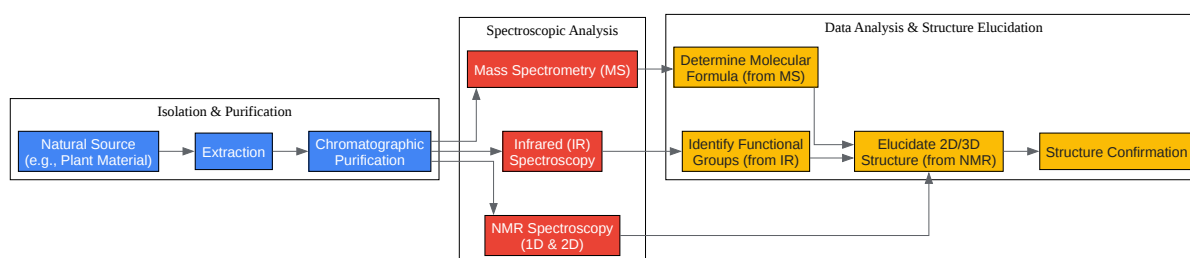 Isolation & Purification
Natural Source
(e.g., Plant Material)
Extraction
Chromatographic
Purification
Spectroscopic Analysis
Mass Spectrometry (MS)
Infrared (IR)
Spectroscopy
NMR Spectroscopy
(1D & 2D)
Data Analysis & Structure Elucidation
Determine Molecular
Formula (from MS)
Identify Functional
Groups (from IR)
Elucidate 2D/3D
Structure (from NMR)
Structure Confirmation